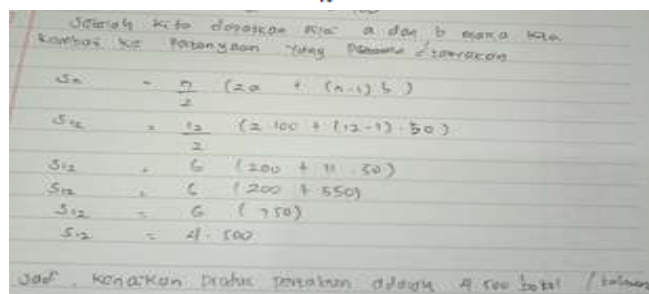 Setelah kita dapatkan nilai a dan b maka kita
kembali ke Pertanyaan yang ditanyakan
Sn = n/2 (2a + (n-1) b)
S12 = 12/2 (2 100 + (12-1) . 50)
S12 = 6 (200 + 11 . 50)
S12 = 6 (200 + 550)
S12 = 6 (750)
S12 = 4.500
Jadi, Kenaikan Produk pertahun adalah 4.500 botol /